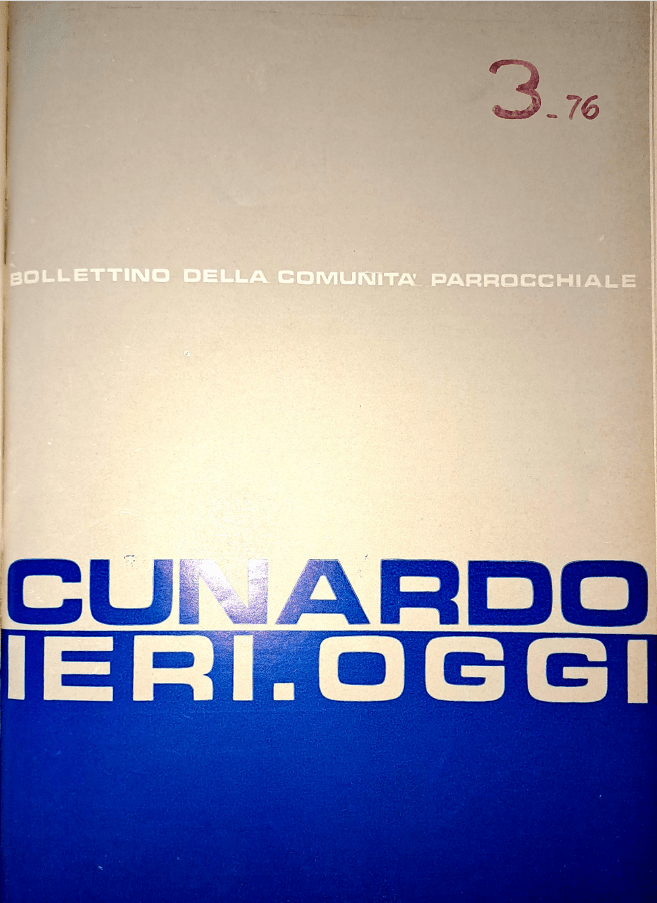 3-76
BOLLETTINO DELLA COMUNITA' PARROCCHIALE
CUNARDO
IERI.OGGI